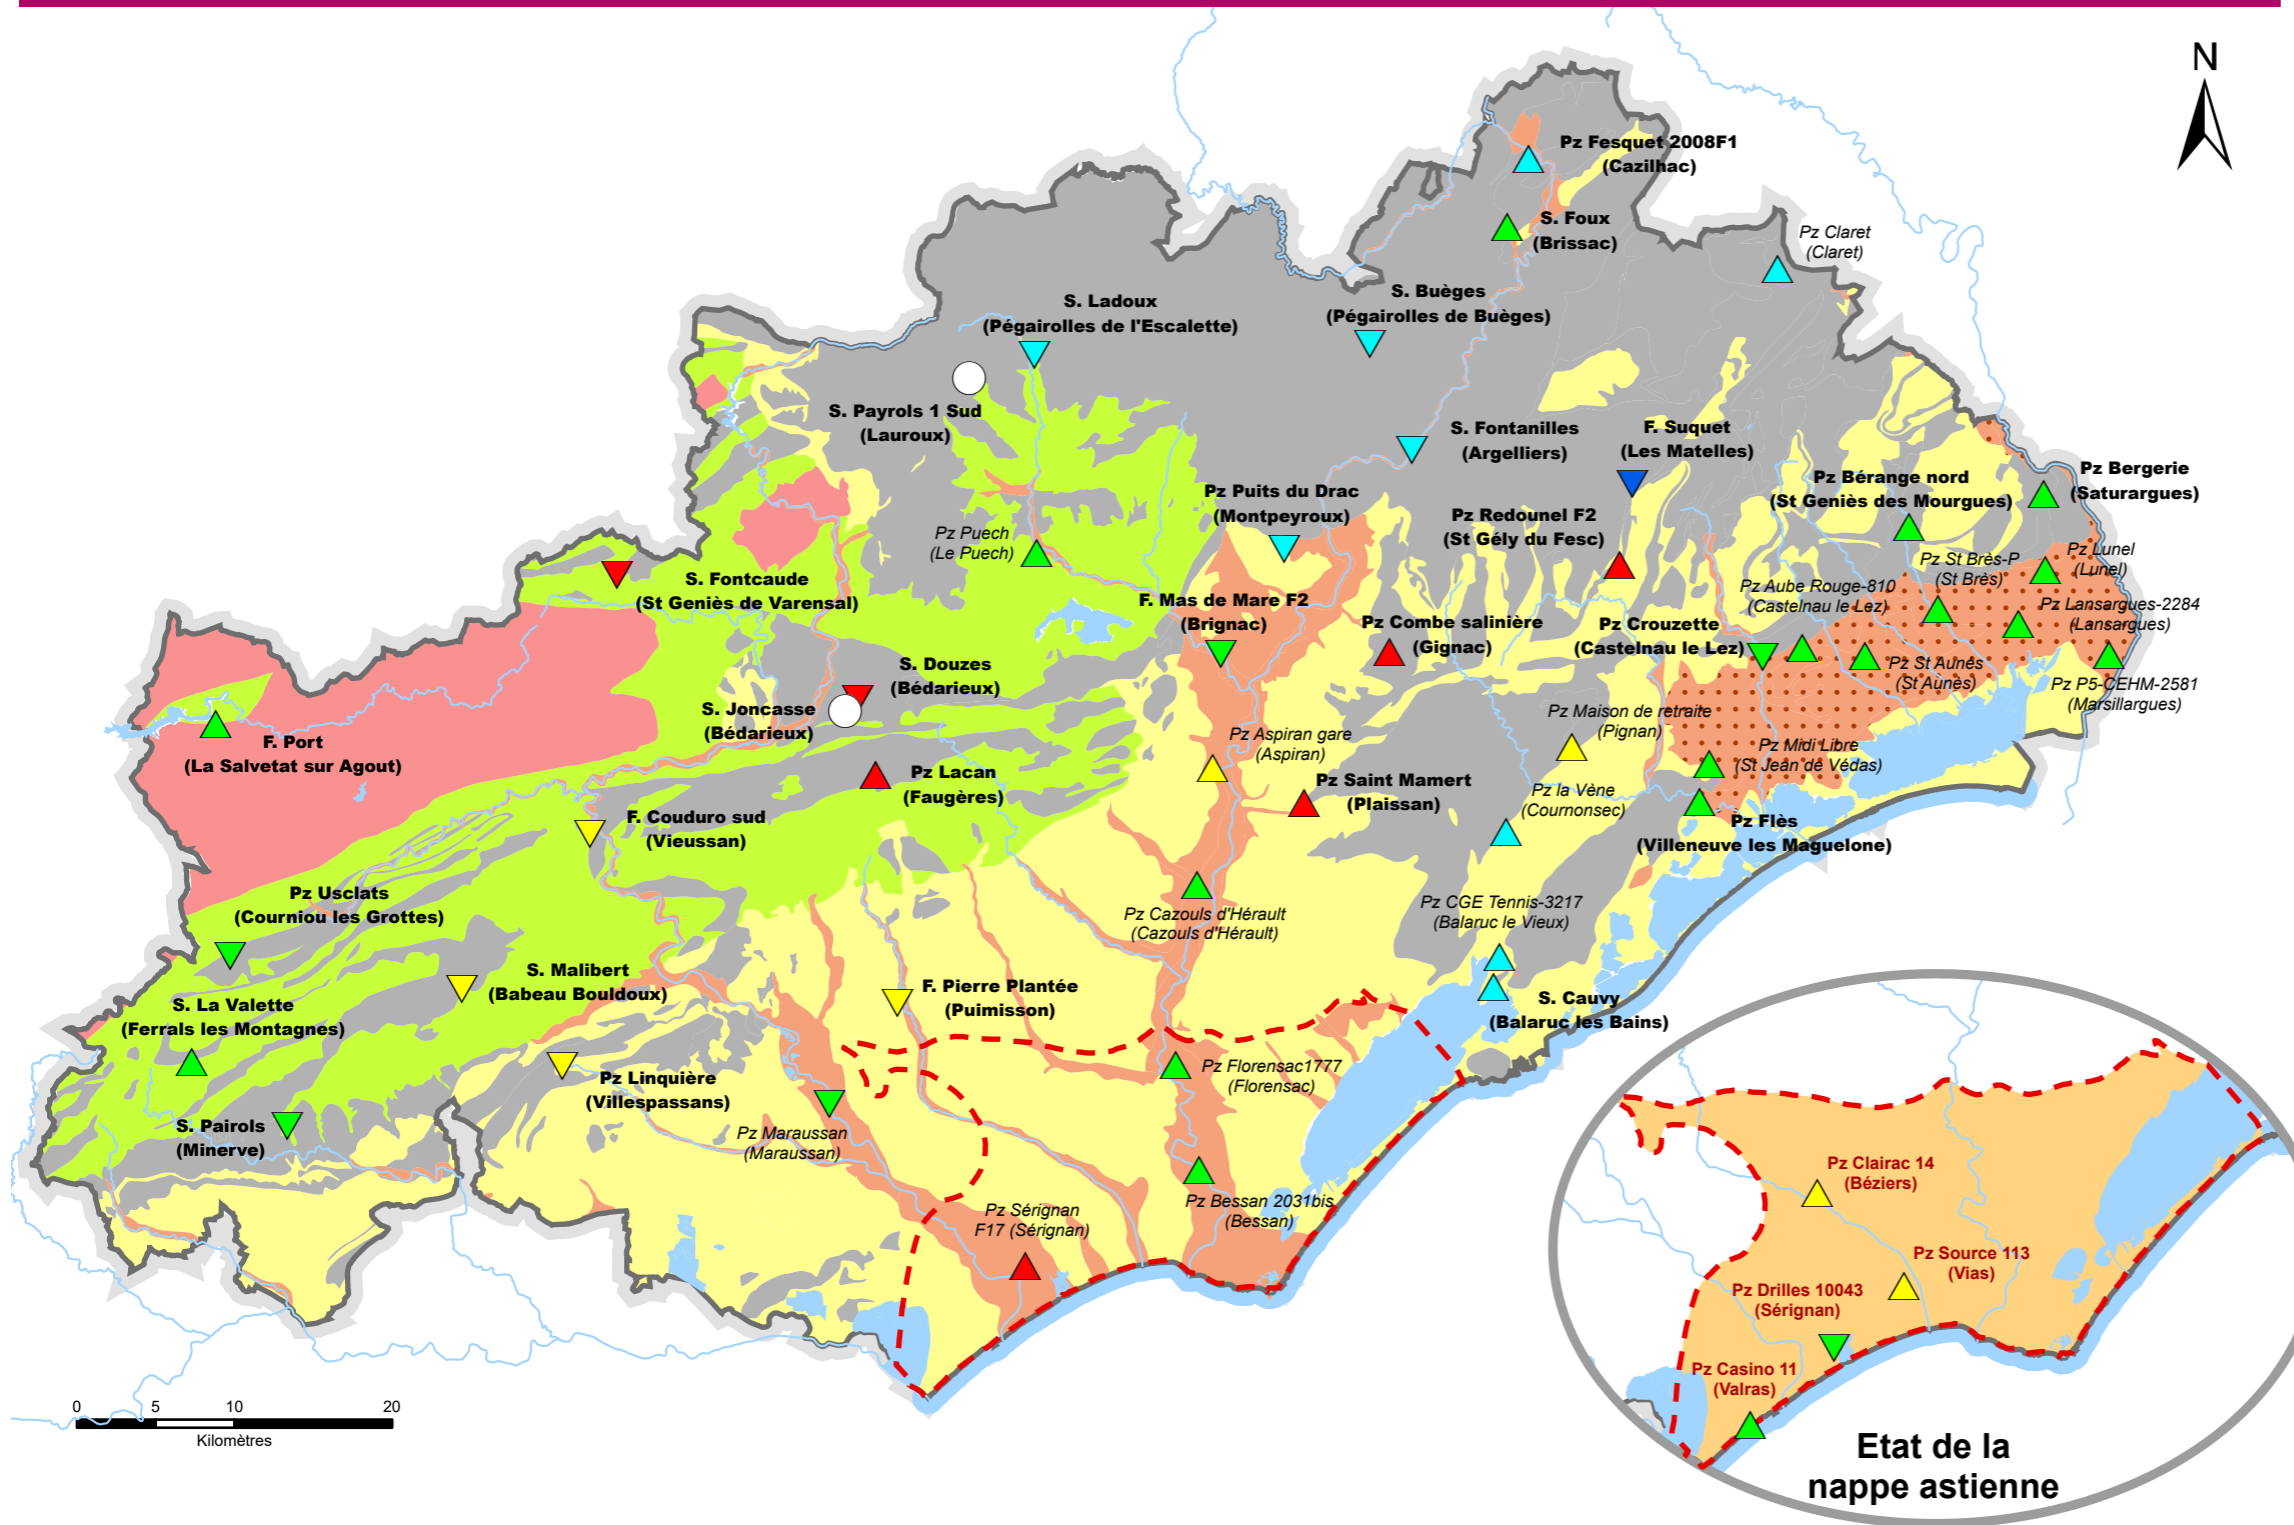 N
Pz Fesquet 2008F1
(Cazilhac)
S. Foux
(Brissac)
Pz Claret
(Claret)
S. Ladoux
(Pégairolles de l'Escalette)
S. Buèges
(Pégairolles de Buèges)
S. Payrols 1 Sud
(Lauroux)
S. Fontanilles
(Argelliers)
F. Suquet
(Les Matelles)
Pz Bérange nord
(St Geniès des Mourgues)
Pz Bergerie
(Saturargues)
Pz Puits du Drac
(Montpeyroux)
Pz Redounel F2
(St Gély du Fesc)
Pz Puech
(Le Puech)
Pz St Brès-P
(St Brès)
Pz Lunel
(Lunel)
S. Fontcaude
(St Geniès de Varensal)
Pz Aube Rouge-810
(Castelnau le Lez)
F. Mas de Mare F2
(Brignac)
Pz Lansargues-2284
(Lansargues)
Pz Combe salinière
(Gignac)
Pz Crouzette
(Castelnau le Lez)
S. Douzes
(Bédarieux)
Pz St Aunès
(St Aunès)
Pz P5-CEHM-2581
(Marsillargues)
S. Joncasse
(Bédarieux)
Pz Maison de retraite
(Pignan)
F. Port
(La Salvetat sur Agout)
Pz Aspiran gare
(Aspiran)
Pz Midi Libre
(St Jean de Védas)
Pz Lacan
(Faugères)
Pz Saint Mamert
(Plaissan)
Pz la Vène
(Cournonsec)
F. Couduro sud
(Vieussan)
Pz Flès
(Villeneuve les Maguelone)
Pz Usclats
(Courniou les Grottes)
Pz Cazouls d'Hérault
(Cazouls d'Hérault)
Pz CGE Tennis-3217
(Balaruc le Vieux)
S. Malibert
(Babeau Bouldoux)
F. Pierre Plantée
(Puimisson)
S. La Valette
(Ferrals les Montagnes)
S. Cauvy
(Balaruc les Bains)
Pz Linquière
(Villespassans)
Pz Florensac1777
(Florensac)
S. Pairols
(Minerve)
Pz Maraussan
(Maraussan)
Pz Bessan 2031bis
(Bessan)
Pz Sérignan
F17 (Sérignan)
Pz Clairac 14
(Béziers)
Pz Source 113
(Vias)
Pz Drilles 10043
(Sérignan)
Pz Casino 11
(Valras)
Etat de la
nappe astienne
0 5 10 20
Kilomètres